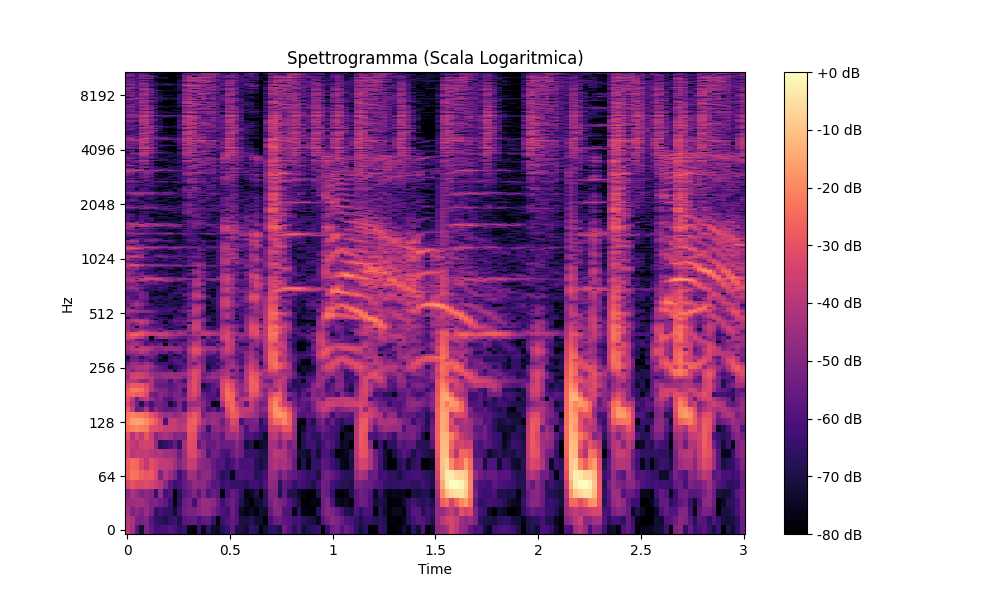 Spettrogramma (Scala Logaritmica)
Hz
8192
4096
2048
1024
512
256
128
64
0
0
0.5
1
1.5
2
2.5
3
Time
+0 dB
-10 dB
-20 dB
-30 dB
-40 dB
-50 dB
-60 dB
-70 dB
-80 dB